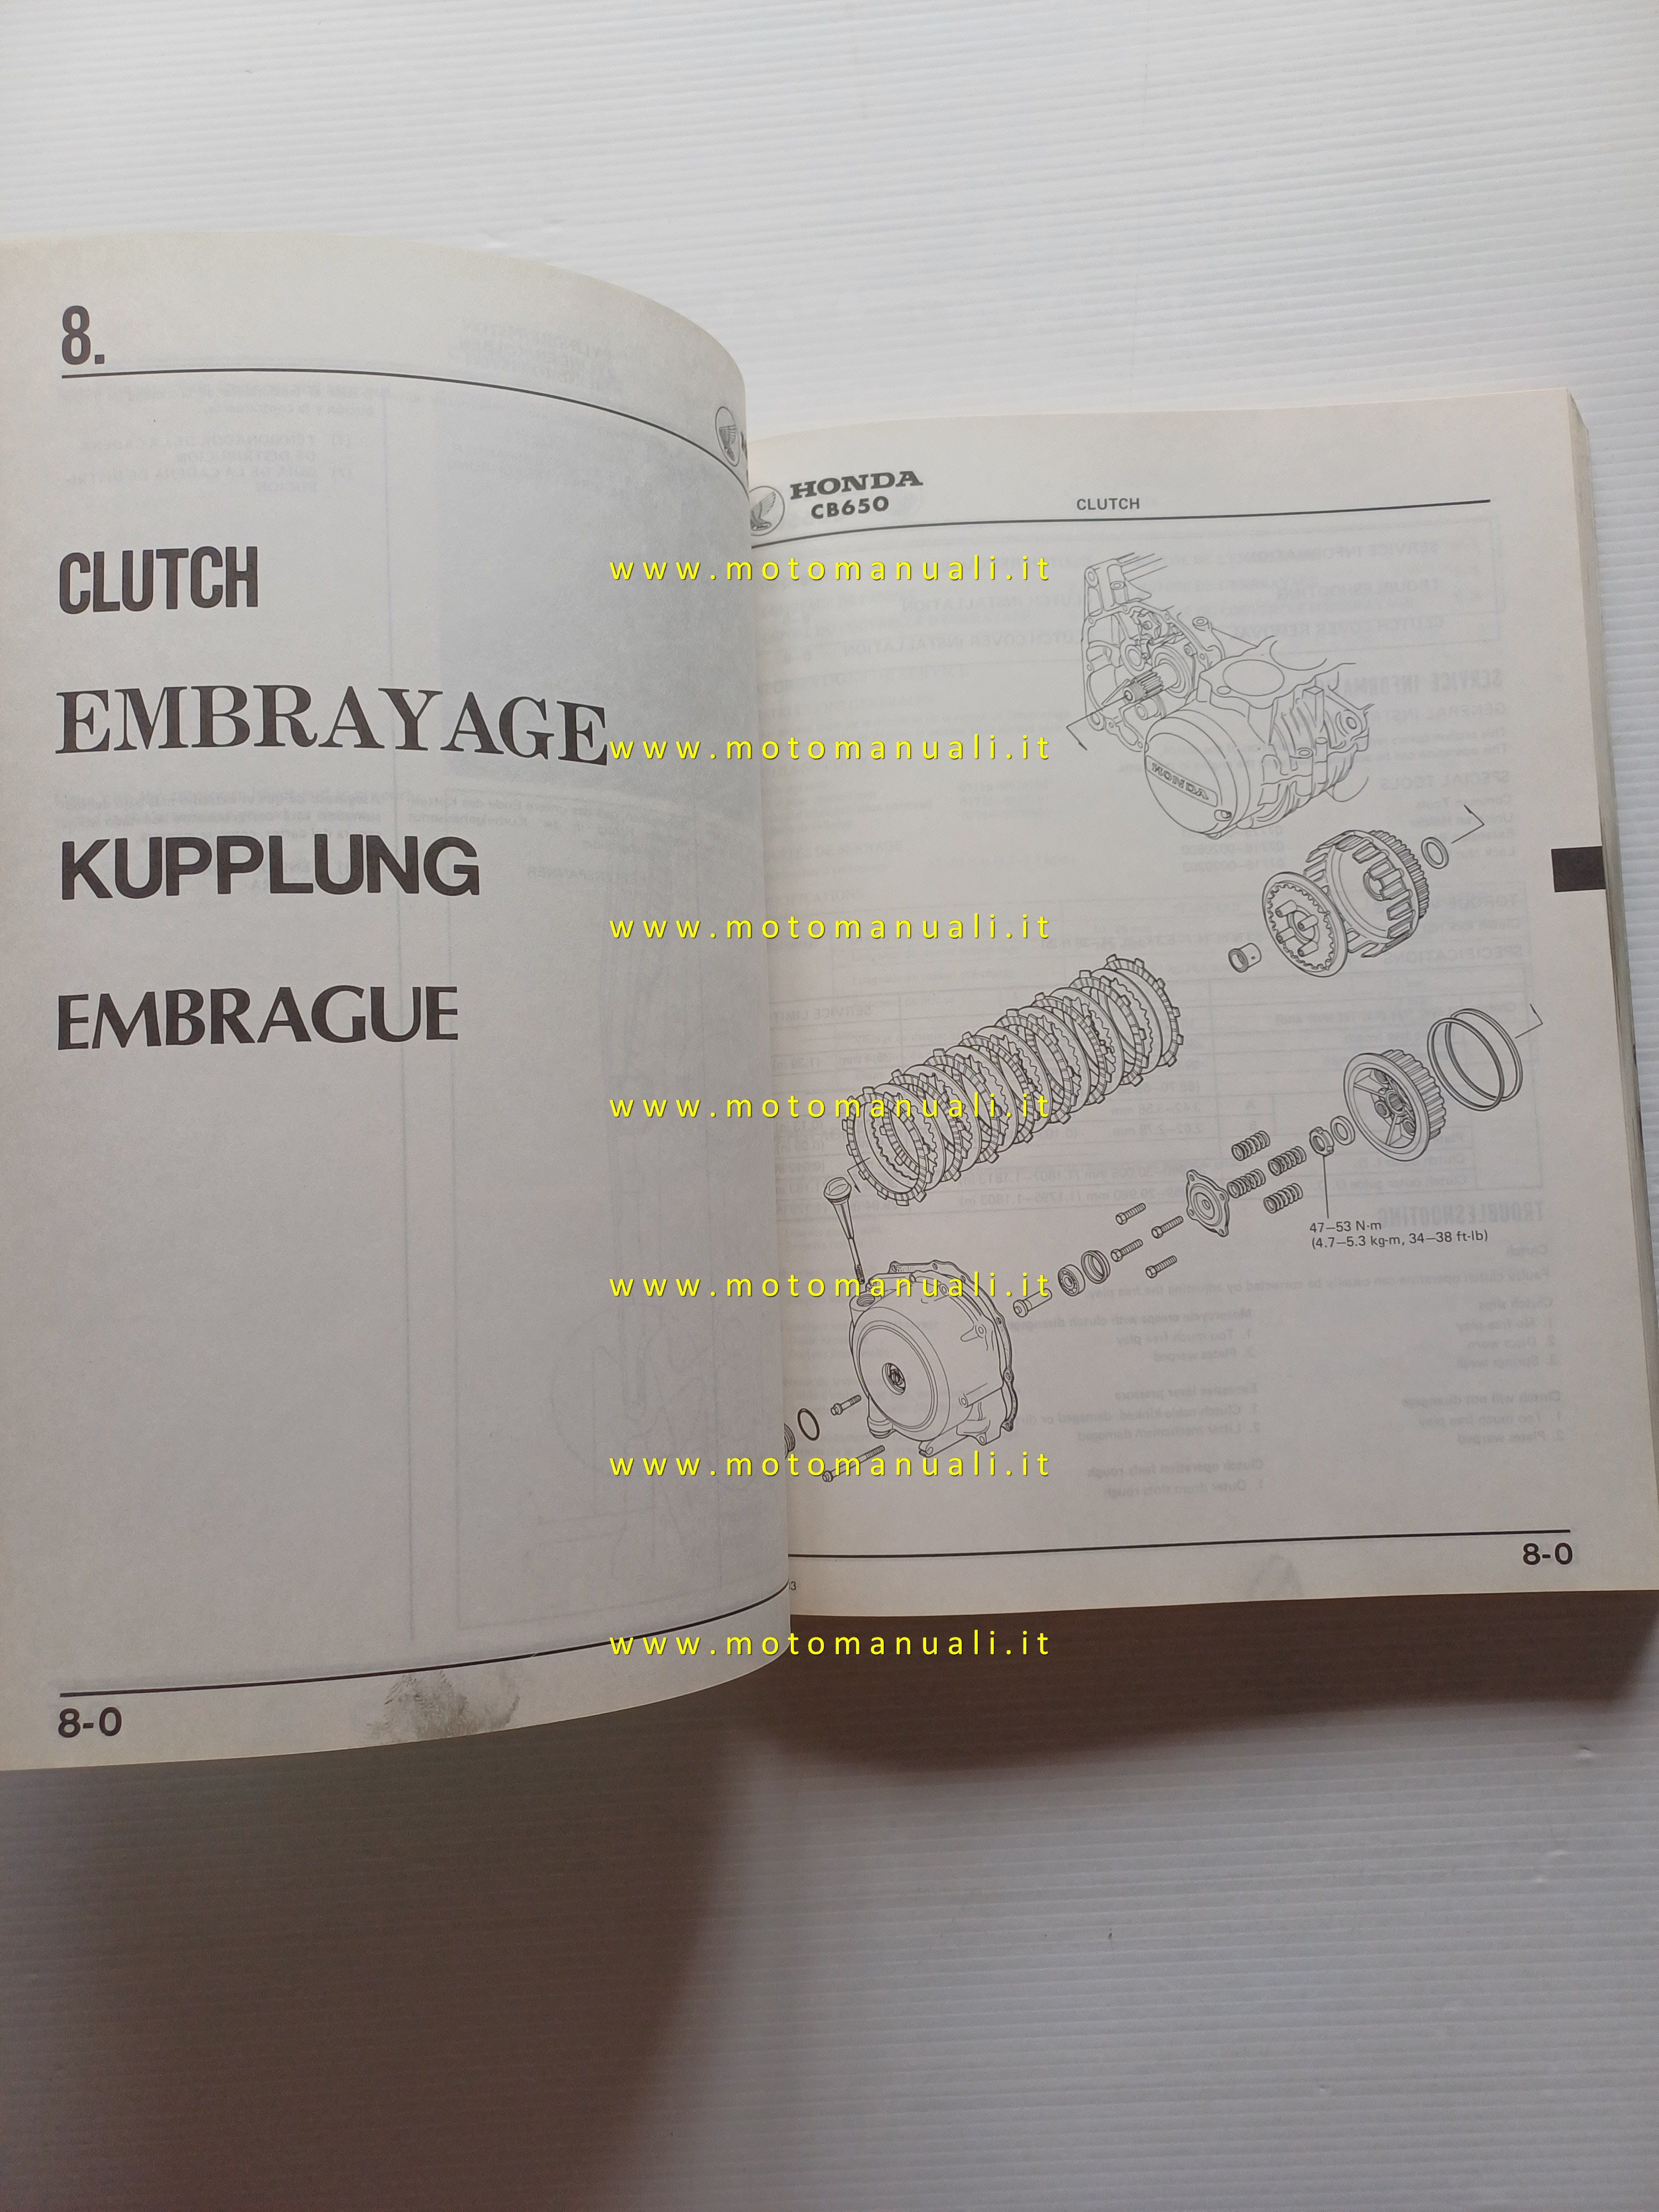 8.
CLUTCH
EMBRAYAGE
KUPPLUNG
EMBRAGUE
8-0
HONDA
CB650
CLUTCH
HONDA
47–53 N·m
(4.7–5.3 kg-m, 34–38 ft-lb)
8-0
www.motomanuali.it
www.motomanuali.it
www.motomanuali.it
www.motomanuali.it
www.motomanuali.it
www.motomanuali.it
www.motomanuali.it